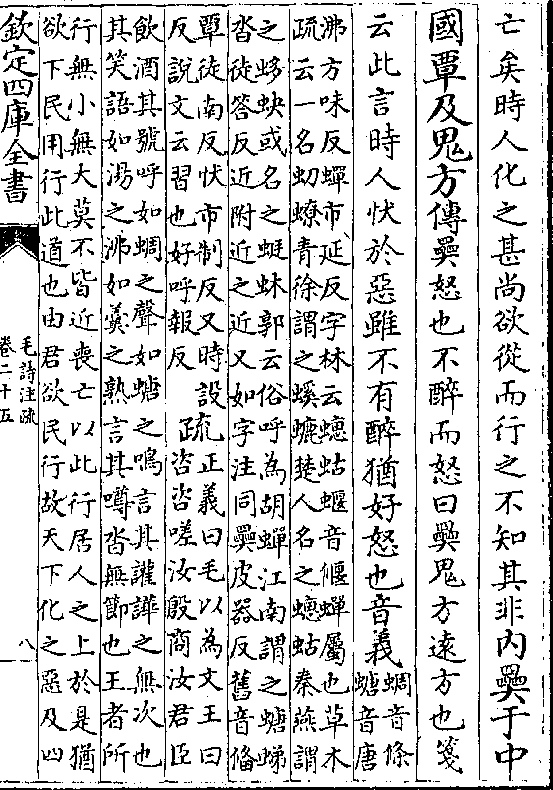 亡矣時人化之甚尚欲從而行之不知其非内奰于中
國覃及鬼方傳奰怒也不醉而怒曰奰鬼方遠方也箋
云此言時人忕於惡雖不有醉猶好怒也音義
蜩音條
螗音唐
沸方味反蟬市延反字林云蟪蛄蝘音偃蟬屬也草木
疏云一名蚻蟟青徐謂之螇螰楚人名之蟪蛄秦燕謂
之蛥蚗或名之蜓蚞郭云俗呼為胡蟬江南謂之螗蛦
沓徒答反近附近之近又如字注同奰皮器反舊音備
覃徒南反忕市制反又時設
反說文云習也好呼報反
疏正義曰毛以為文王曰
咨咨嗟汝殷商汝君臣
飲酒其號呼如蜩之聲如螗之鳴言其讙譁之無次也
其笑語如湯之沸如羹之熟言其噂沓無節也王者所
行無小無大莫不皆近喪亡以此行居人之上於是猶
欲下民用行此道也由君欲民行故天下化之惡及四
欽定四庫全書
毛詩注疏
卷二十五
八